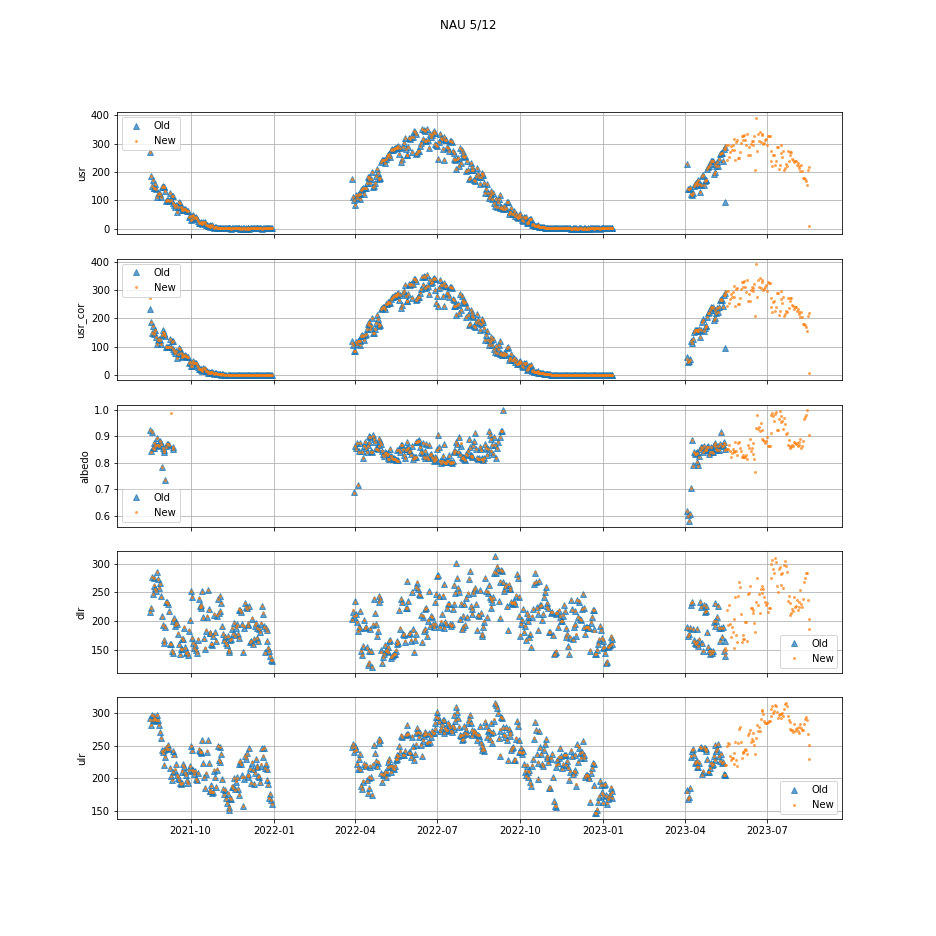 NAU 5/12
400
300
200
100
0
usr
Old
New
400
300
200
100
0
usr_cor
Old
New
1.0
0.9
0.8
0.7
0.6
albedo
Old
New
300
250
200
150
dlr
Old
New
300
250
200
150
ulr
Old
New
2021-10
2022-01
2022-04
2022-07
2022-10
2023-01
2023-04
2023-07